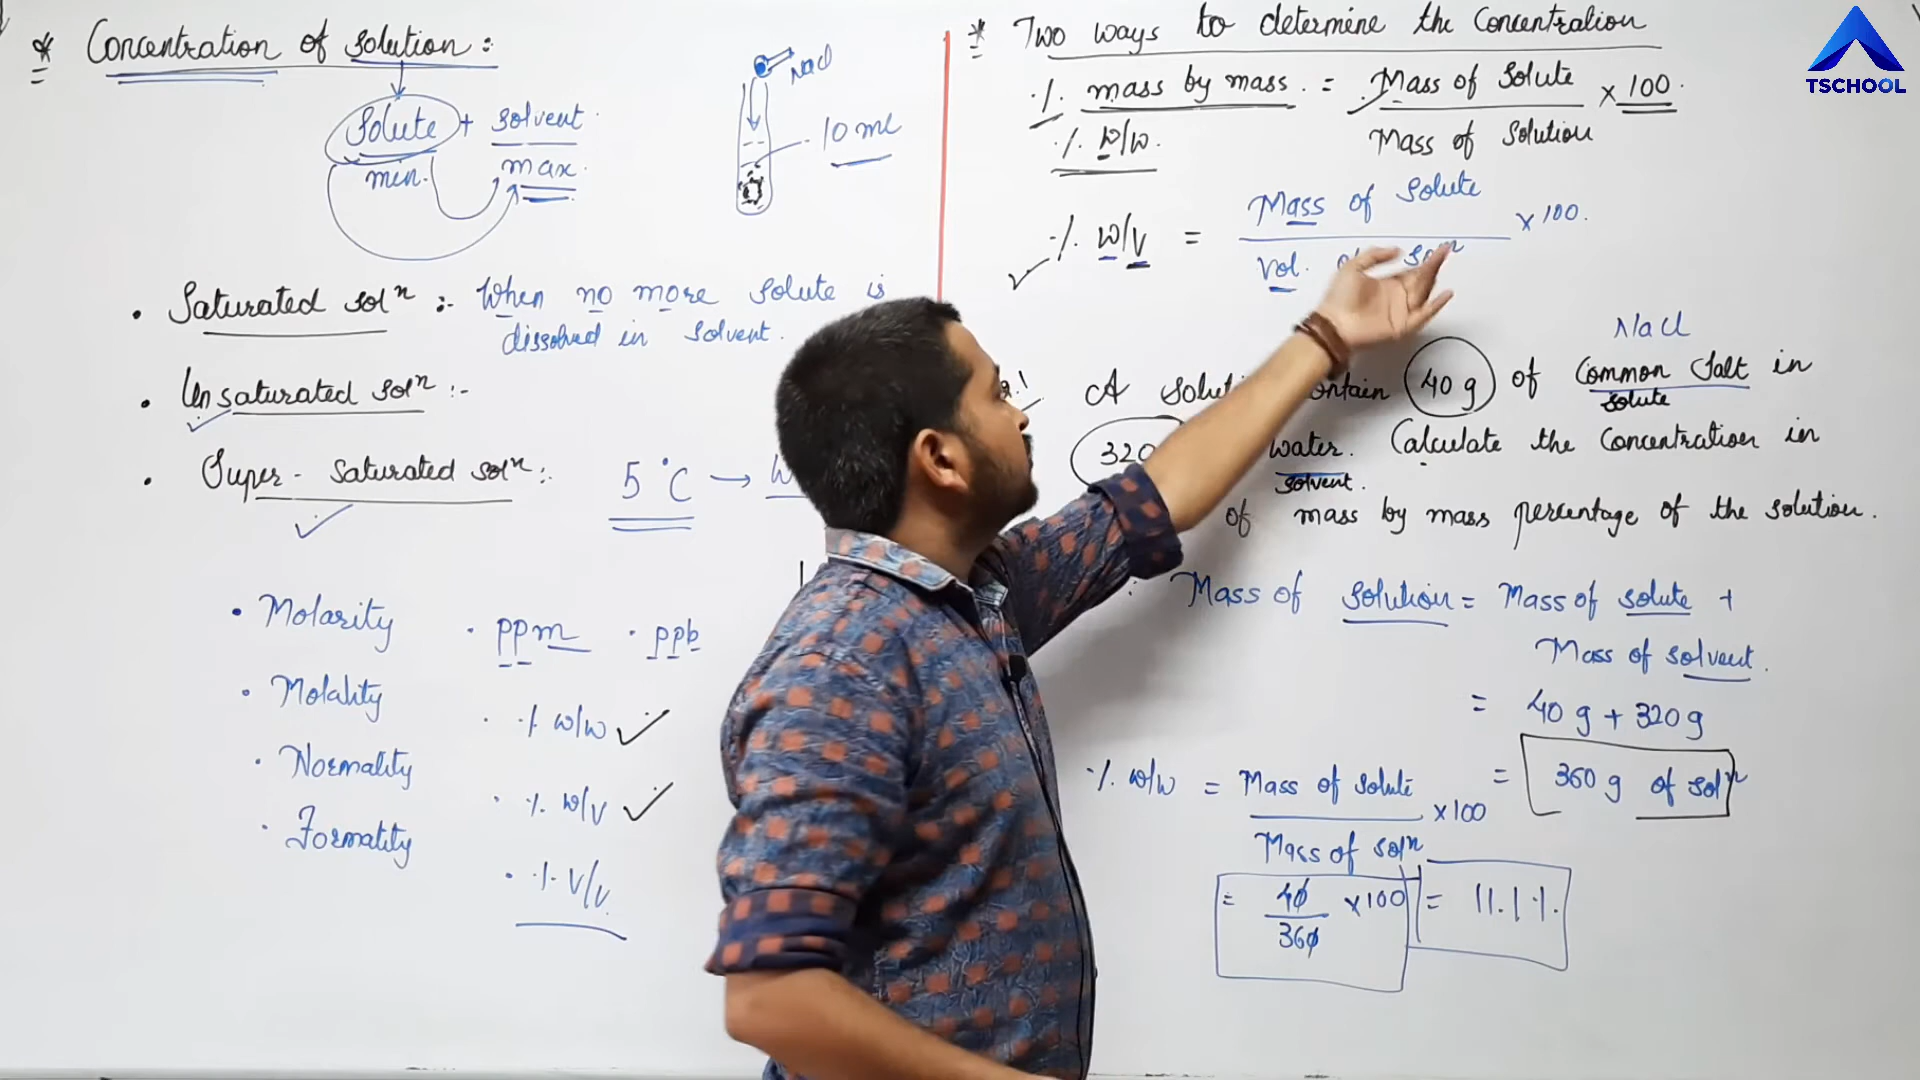 * Concentration of Solution :
Solute + Solvent
min. max.
NaCl
10 ml
• Saturated solⁿ :- When no more solute is
dissolved in solvent.
• Unsaturated solⁿ :-
• Super - saturated solⁿ :-
5 °C →
• Molarity
• Molality
• Normality
• Formality
• ppm
• ppb
• % w/w ✓
• % w/v ✓
• % v/v
* Two ways to determine the Concentration
% mass by mass = Mass of Solute / Mass of Solution × 100
% w/w.
✓ % w/v = Mass of Solute / Vol. of Solⁿ × 100.
NaCl
A contain 40 g of Common Salt in
solute
320 water. Calculate the Concentration in
solvent.
of mass by mass percentage of the solution.
Mass of solution = Mass of solute +
Mass of solvent.
= 40 g + 320 g
= 360 g of solⁿ
% w/w = Mass of Solute / Mass of solⁿ × 100
= 40 / 360 × 100 = 11.1 %.
TSCHOOL